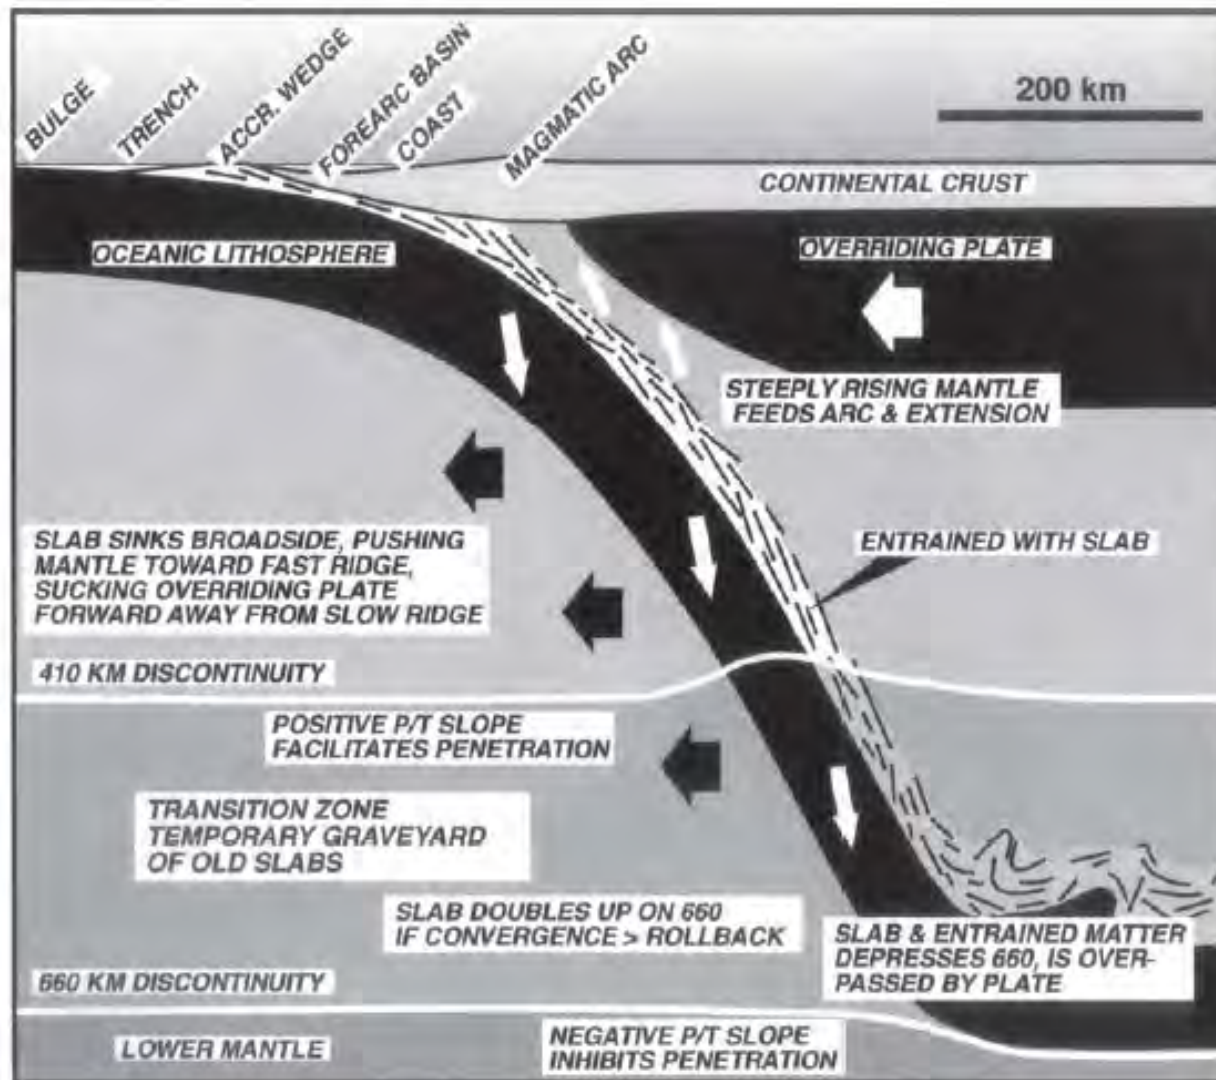 BULGE
TRENCH
ACCR. WEDGE
FOREARC BASIN
COAST
MAGMATIC ARC
200 km
CONTINENTAL CRUST
OCEANIC LITHOSPHERE
OVERRIDING PLATE
STEEPLY RISING MANTLE
FEEDS ARC & EXTENSION
SLAB SINKS BROADSIDE, PUSHING
MANTLE TOWARD FAST RIDGE,
SUCKING OVERRIDING PLATE
FORWARD AWAY FROM SLOW RIDGE
ENTRAINED WITH SLAB
410 KM DISCONTINUITY
POSITIVE P/T SLOPE
FACILITATES PENETRATION
TRANSITION ZONE
TEMPORARY GRAVEYARD
OF OLD SLABS
SLAB DOUBLES UP ON 660
IF CONVERGENCE > ROLLBACK
SLAB & ENTRAINED MATTER
DEPRESSES 660, IS OVER-
PASSED BY PLATE
660 KM DISCONTINUITY
LOWER MANTLE
NEGATIVE P/T SLOPE
INHIBITS PENETRATION